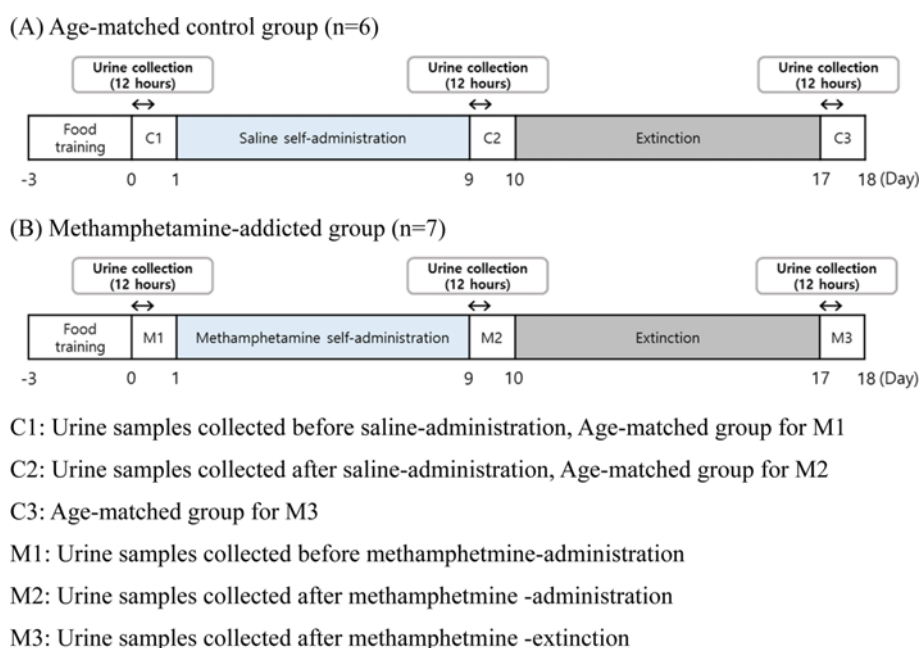 (A) Age-matched control group (n=6)
Urine collection
(12 hours)
Urine collection
(12 hours)
Urine collection
(12 hours)
Food
training
C1
Saline self-administration
C2
Extinction
C3
-3 0 1 9 10 17 18 (Day)
(B) Methamphetamine-addicted group (n=7)
Urine collection
(12 hours)
Urine collection
(12 hours)
Urine collection
(12 hours)
Food
training
M1
Methamphetamine self-administration
M2
Extinction
M3
-3 0 1 9 10 17 18 (Day)
C1: Urine samples collected before saline-administration, Age-matched group for M1
C2: Urine samples collected after saline-administration, Age-matched group for M2
C3: Age-matched group for M3
M1: Urine samples collected before methamphetmine-administration
M2: Urine samples collected after methamphetmine -administration
M3: Urine samples collected after methamphetmine -extinction